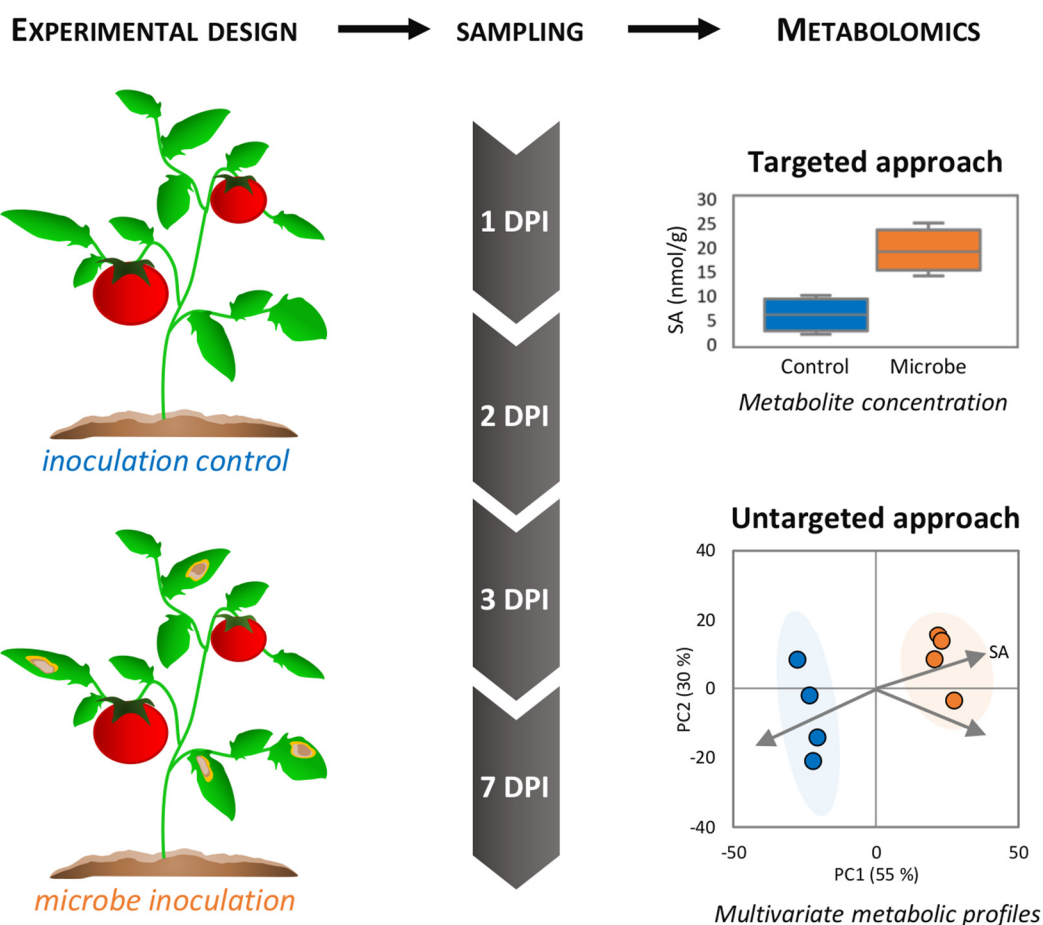 EXPERIMENTAL DESIGN
SAMPLING
METABOLOMICS
inoculation control
microbe inoculation
1 DPI
2 DPI
3 DPI
7 DPI
Targeted approach
SA (nmol/g)
30
25
20
15
10
5
0
Control Microbe
Metabolite concentration
Untargeted approach
PC2 (30 %)
40
20
0
-20
-40
SA
-50 0 50
PC1 (55 %)
Multivariate metabolic profiles